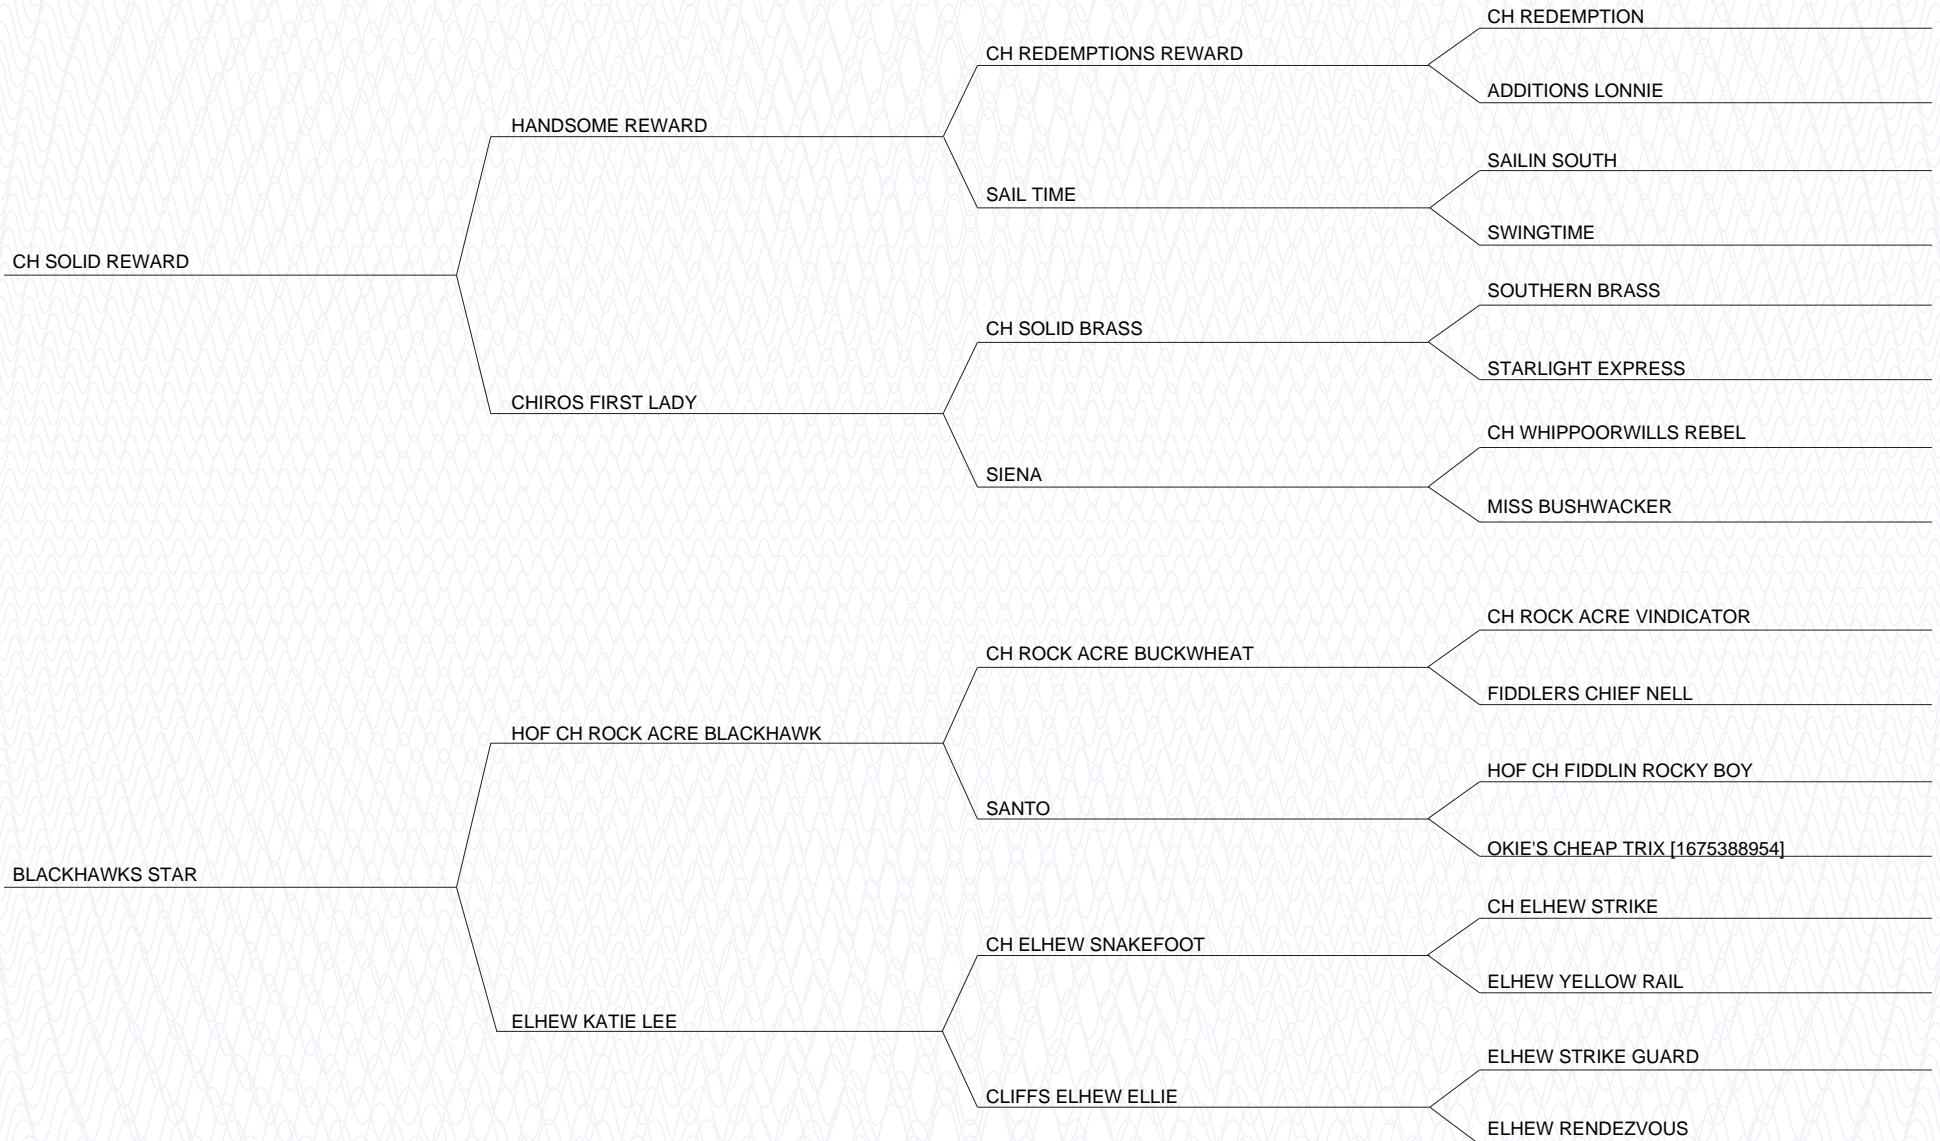 CH REDEMPTION
CH REDEMPTIONS REWARD
ADDITIONS LONNIE
HANDSOME REWARD
SAILIN SOUTH
SAIL TIME
SWINGTIME
CH SOLID REWARD
SOUTHERN BRASS
CH SOLID BRASS
STARLIGHT EXPRESS
CHIROS FIRST LADY
CH WHIPPOORWILLS REBEL
SIENA
MISS BUSHWACKER
CH ROCK ACRE VINDICATOR
CH ROCK ACRE BUCKWHEAT
FIDDLERS CHIEF NELL
HOF CH ROCK ACRE BLACKHAWK
HOF CH FIDDLIN ROCKY BOY
SANTO
OKIE'S CHEAP TRIX [1675388954]
BLACKHAWKS STAR
CH ELHEW STRIKE
CH ELHEW SNAKEFOOT
ELHEW YELLOW RAIL
ELHEW KATIE LEE
ELHEW STRIKE GUARD
CLIFFS ELHEW ELLIE
ELHEW RENDEZVOUS